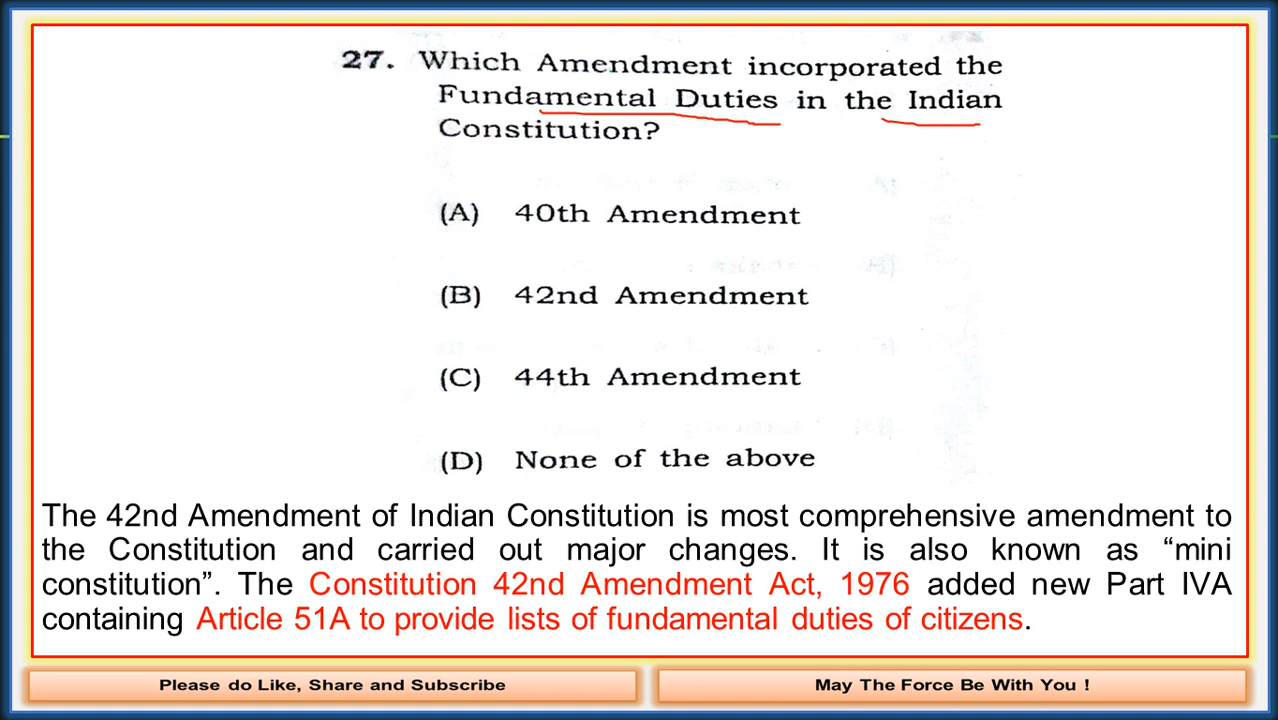 27. Which Amendment incorporated the
Fundamental Duties in the Indian
Constitution?
(A) 40th Amendment
(B) 42nd Amendment
(C) 44th Amendment
(D) None of the above
The 42nd Amendment of Indian Constitution is most comprehensive amendment to
the Constitution and carried out major changes. It is also known as “mini
constitution”. The Constitution 42nd Amendment Act, 1976 added new Part IVA
containing Article 51A to provide lists of fundamental duties of citizens.
Please do Like, Share and Subscribe
May The Force Be With You !